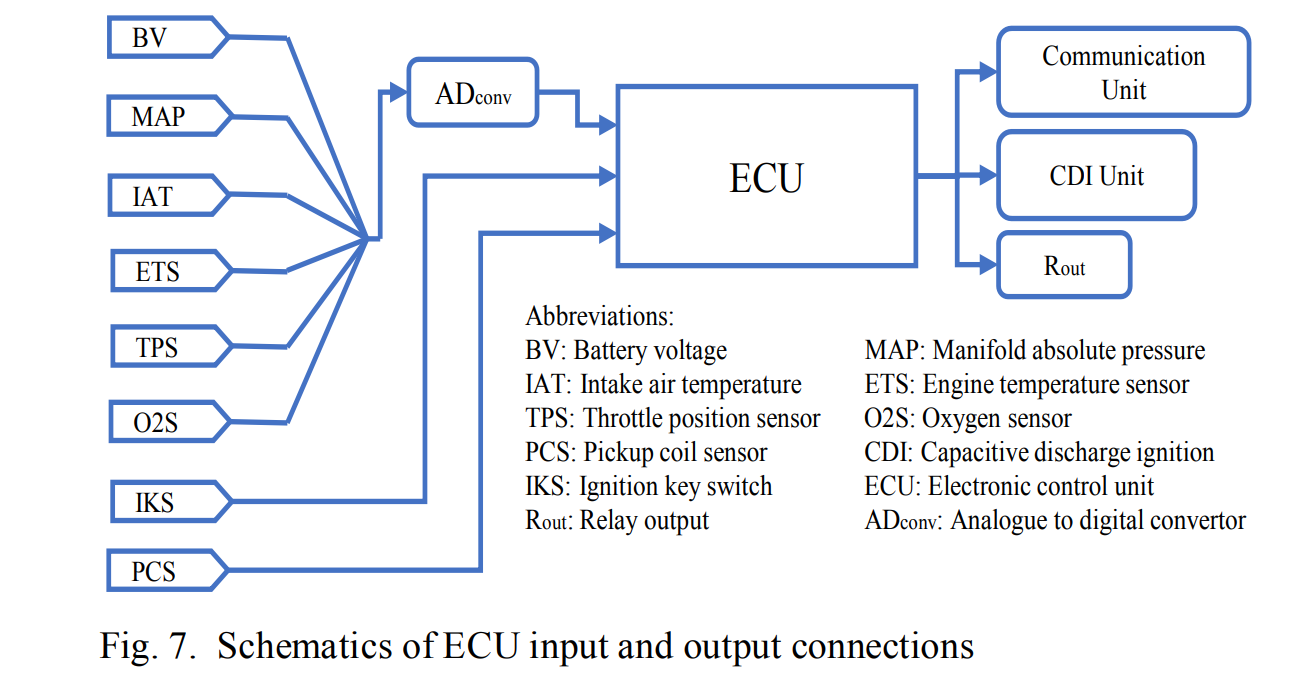 BV
MAP
IAT
ETS
TPS
O2S
IKS
PCS
ADconv
ECU
Communication
Unit
CDI Unit
Rout
Abbreviations:
BV: Battery voltage
IAT: Intake air temperature
TPS: Throttle position sensor
PCS: Pickup coil sensor
IKS: Ignition key switch
Rout: Relay output
MAP: Manifold absolute pressure
ETS: Engine temperature sensor
O2S: Oxygen sensor
CDI: Capacitive discharge ignition
ECU: Electronic control unit
ADconv: Analogue to digital convertor
Fig. 7. Schematics of ECU input and output connections